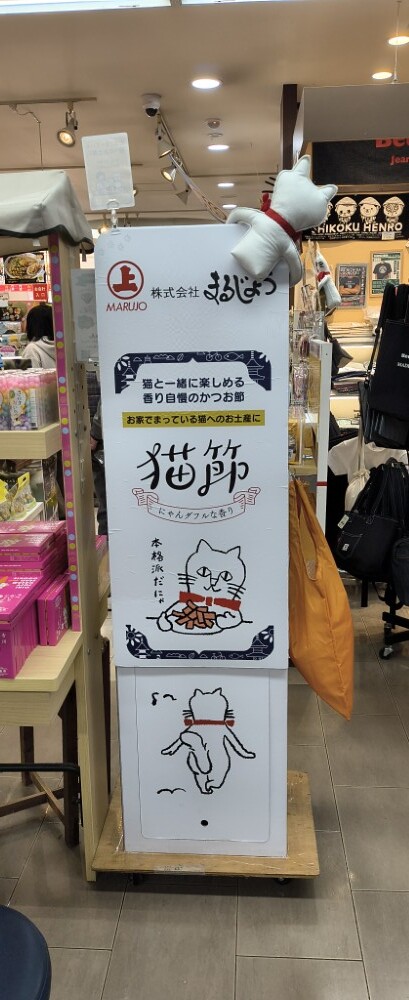 上
MARUJO
株式会社 まるじょう
猫と一緒に楽しめる
香り自慢のかつお節
お家でまっている猫へのお土産に
猫節
にゃんダフルな香り
本格派だにゃ
HIKOKU HENRO